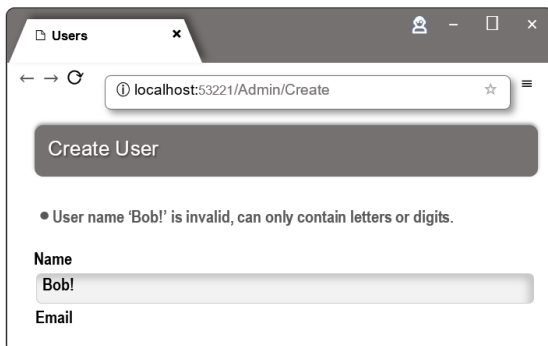 Users
localhost:53221/Admin/Create
Create User
• User name ‘Bob!’ is invalid, can only contain letters or digits.
Name
Bob!
Email